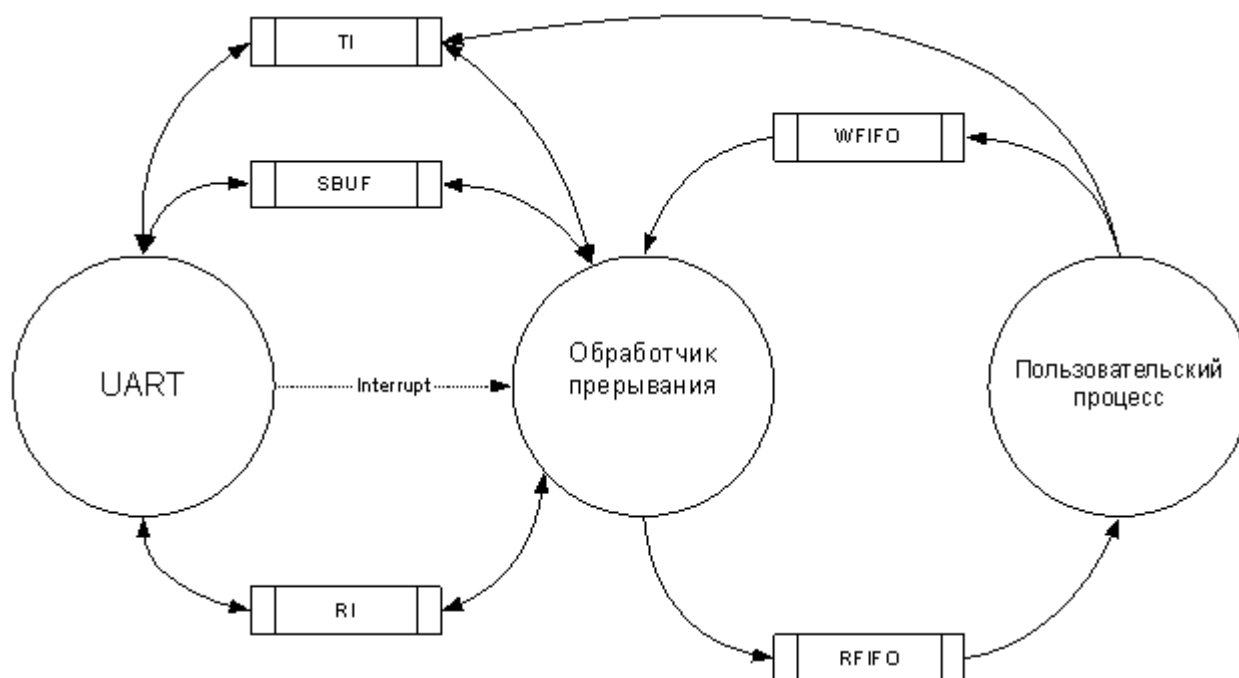 TI
WFIFO
SBUF
UART
Interrupt
Обработчик
прерывания
Пользовательский
процесс
RI
RFIFO